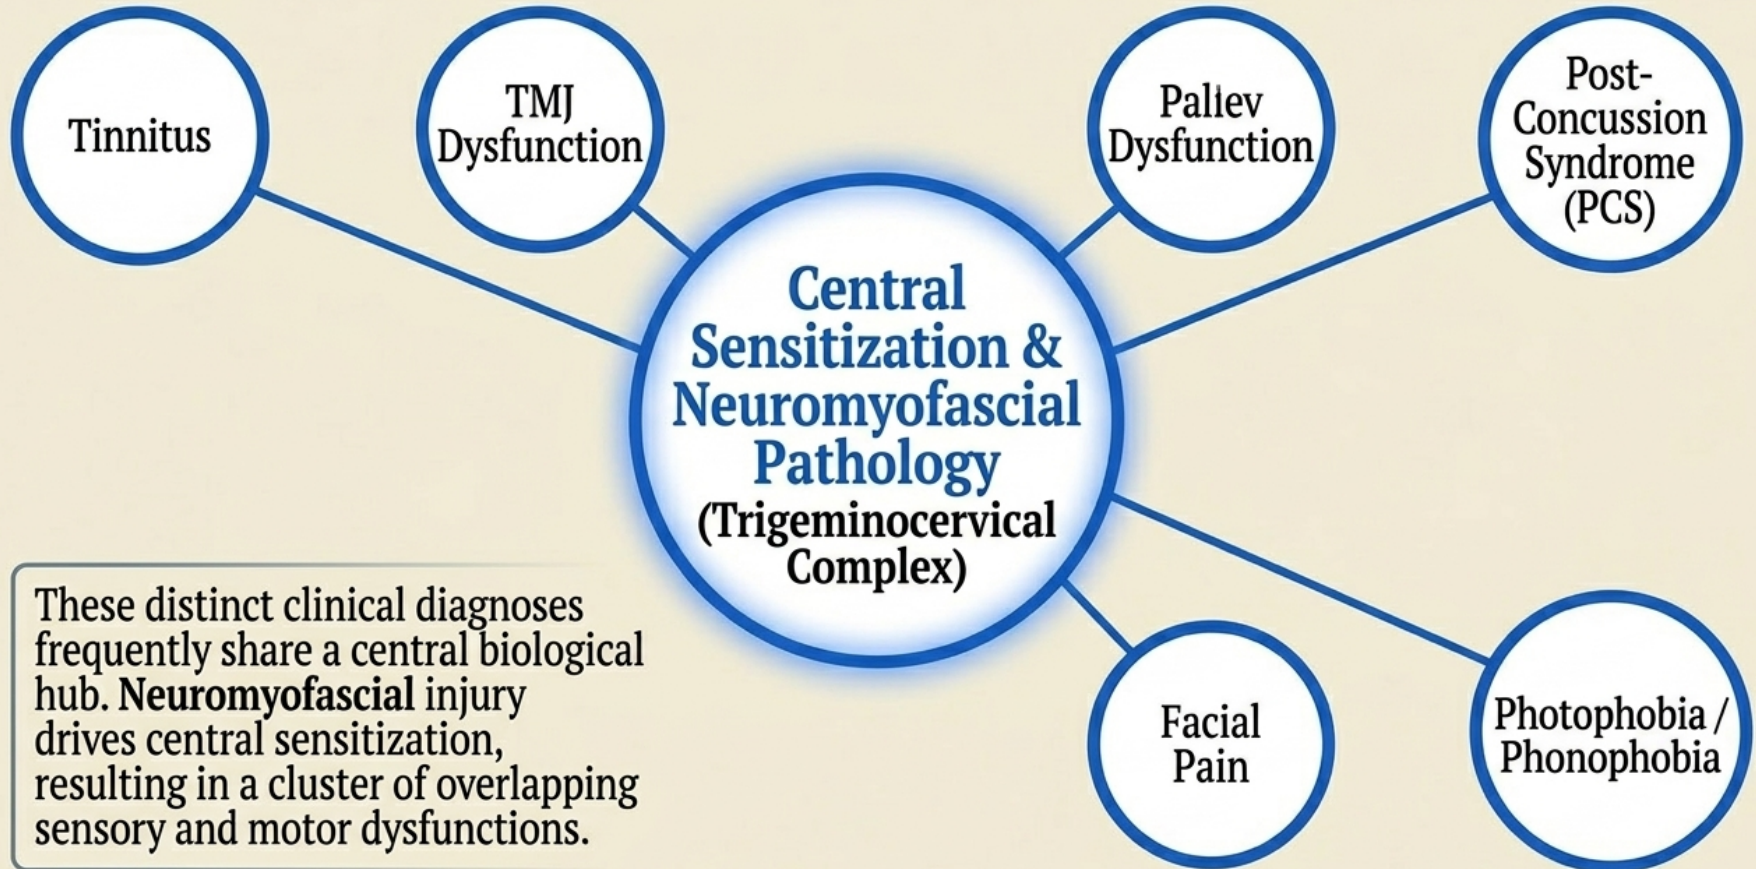 Tinnitus
TMJ
Dysfunction
Paliev
Dysfunction
Post-
Concussion
Syndrome
(PCS)
Central
Sensitization &
Neuromyofascial
Pathology
(Trigeminocervical
Complex)
These distinct clinical diagnoses
frequently share a central biological
hub. Neuromyofascial injury
drives central sensitization,
resulting in a cluster of overlapping
sensory and motor dysfunctions.
Facial
Pain
Photophobia /
Phonophobia